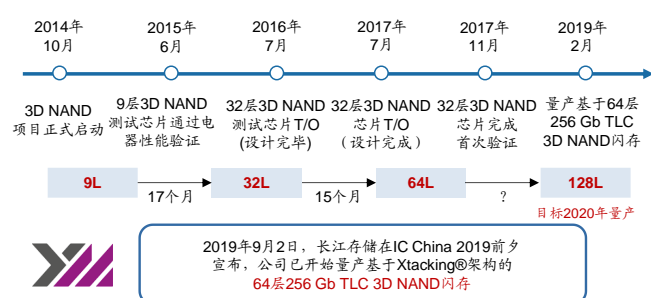 2014年
10月
2015年
6月
2016年
7月
2017年
7月
2017年
11月
2019年
2月
3D NAND
项目正式启动
9层3D NAND
测试芯片通过电
器性能验证
32层3D NAND
测试芯片T/O
(设计完毕)
32层3D NAND
芯片T/O
（设计完成）
32层3D NAND
芯片完成
首次验证
量产基于64层
256 Gb TLC
3D NAND闪存
9L
17个月
32L
15个月
64L
?
128L
目标2020年量产
2019年9月2日，长江存储在IC China 2019前夕
宣布，公司已开始量产基于Xtacking®架构的
64层256 Gb TLC 3D NAND闪存